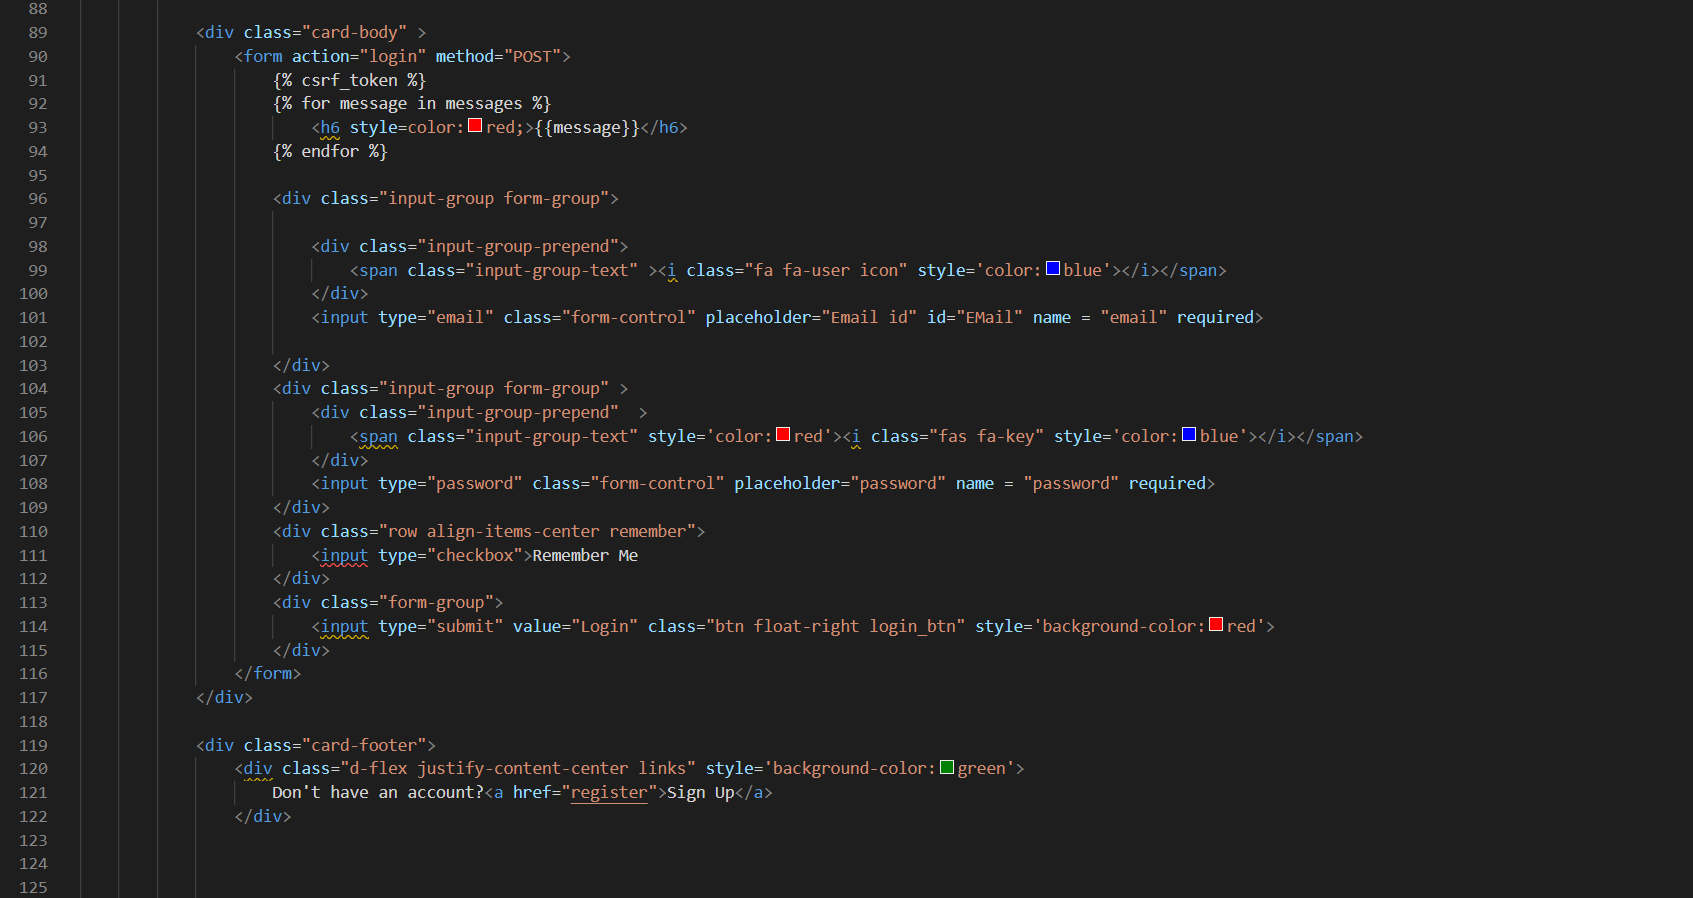 88
89 <div class="card-body" >
90 <form action="login" method="POST">
91 {% csrf_token %}
92 {% for message in messages %}
93 <h6 style=color:red;>{{message}}</h6>
94 {% endfor %}
95
96 <div class="input-group form-group">
97
98 <div class="input-group-prepend">
99 <span class="input-group-text" ><i class="fa fa-user icon" style='color:blue'></i></span>
100 </div>
101 <input type="email" class="form-control" placeholder="Email id" id="EMail" name = "email" required>
102
103 </div>
104 <div class="input-group form-group" >
105 <div class="input-group-prepend"  >
106 <span class="input-group-text" style='color:red'><i class="fas fa-key" style='color:blue'></i></span>
107 </div>
108 <input type="password" class="form-control" placeholder="password" name = "password" required>
109 </div>
110 <div class="row align-items-center remember">
111 <input type="checkbox">Remember Me
112 </div>
113 <div class="form-group">
114 <input type="submit" value="Login" class="btn float-right login_btn" style='background-color:red'>
115 </div>
116 </form>
117 </div>
118
119 <div class="card-footer">
120 <div class="d-flex justify-content-center links" style='background-color:green'>
121 Don't have an account?<a href="register">Sign Up</a>
122 </div>
123
124
125